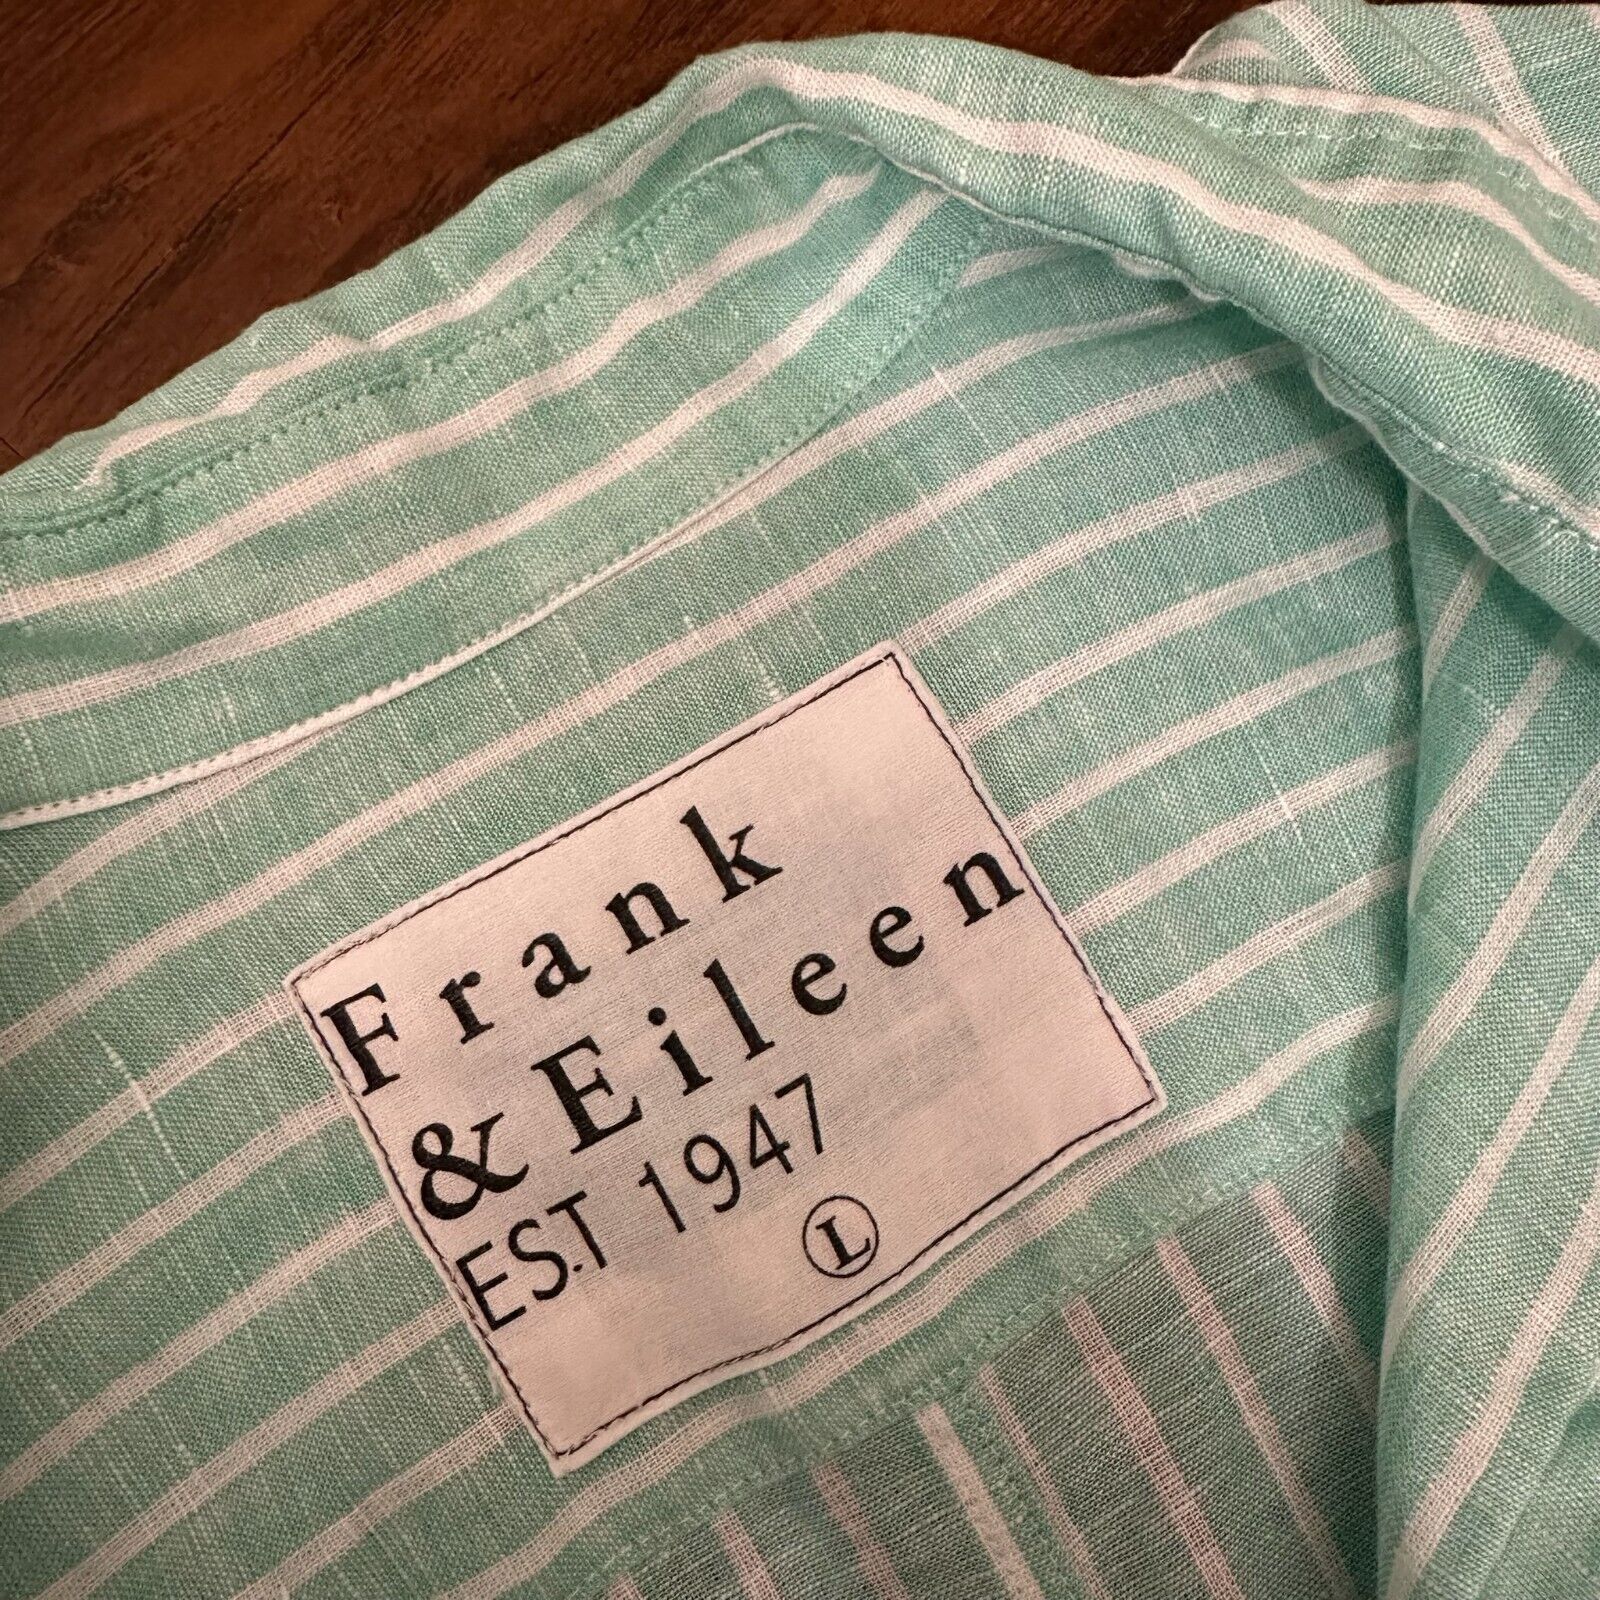 Frank
& Eileen
EST 1947
L